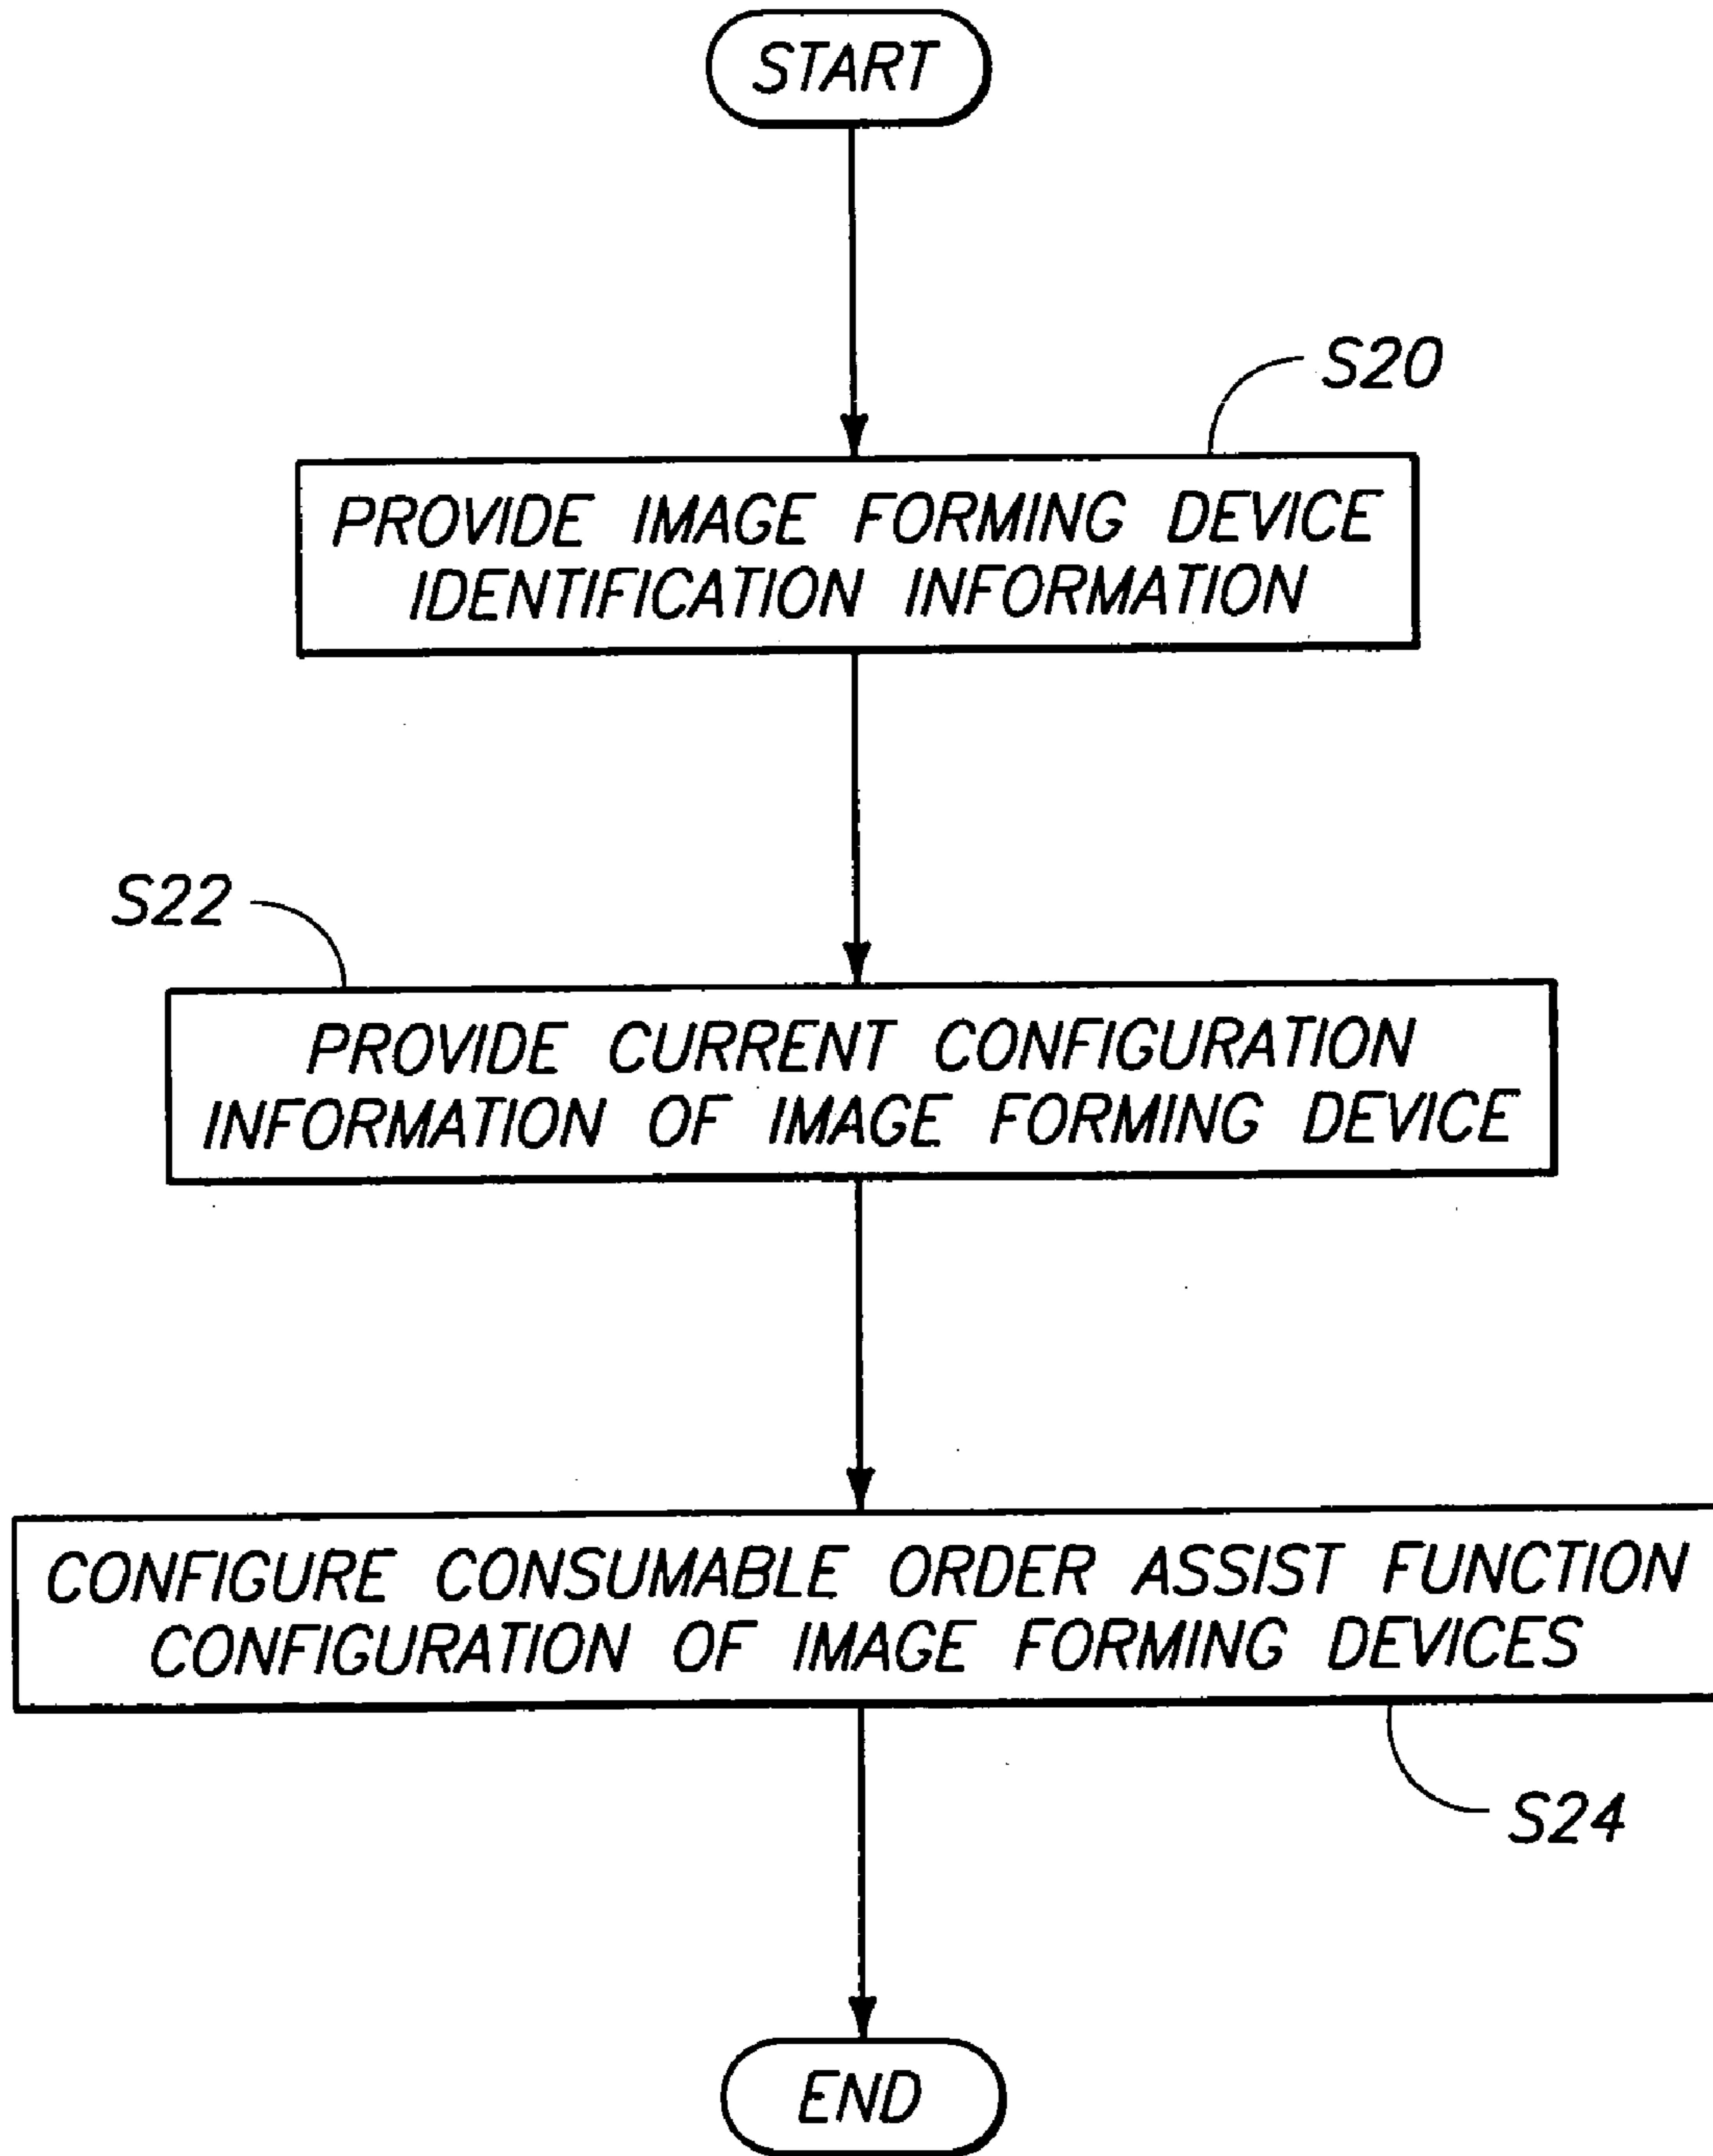 START
S20
PROVIDE IMAGE FORMING DEVICE
IDENTIFICATION INFORMATION
S22
PROVIDE CURRENT CONFIGURATION
INFORMATION OF IMAGE FORMING DEVICE
CONFIGURE CONSUMABLE ORDER ASSIST FUNCTION
CONFIGURATION OF IMAGE FORMING DEVICES
S24
END